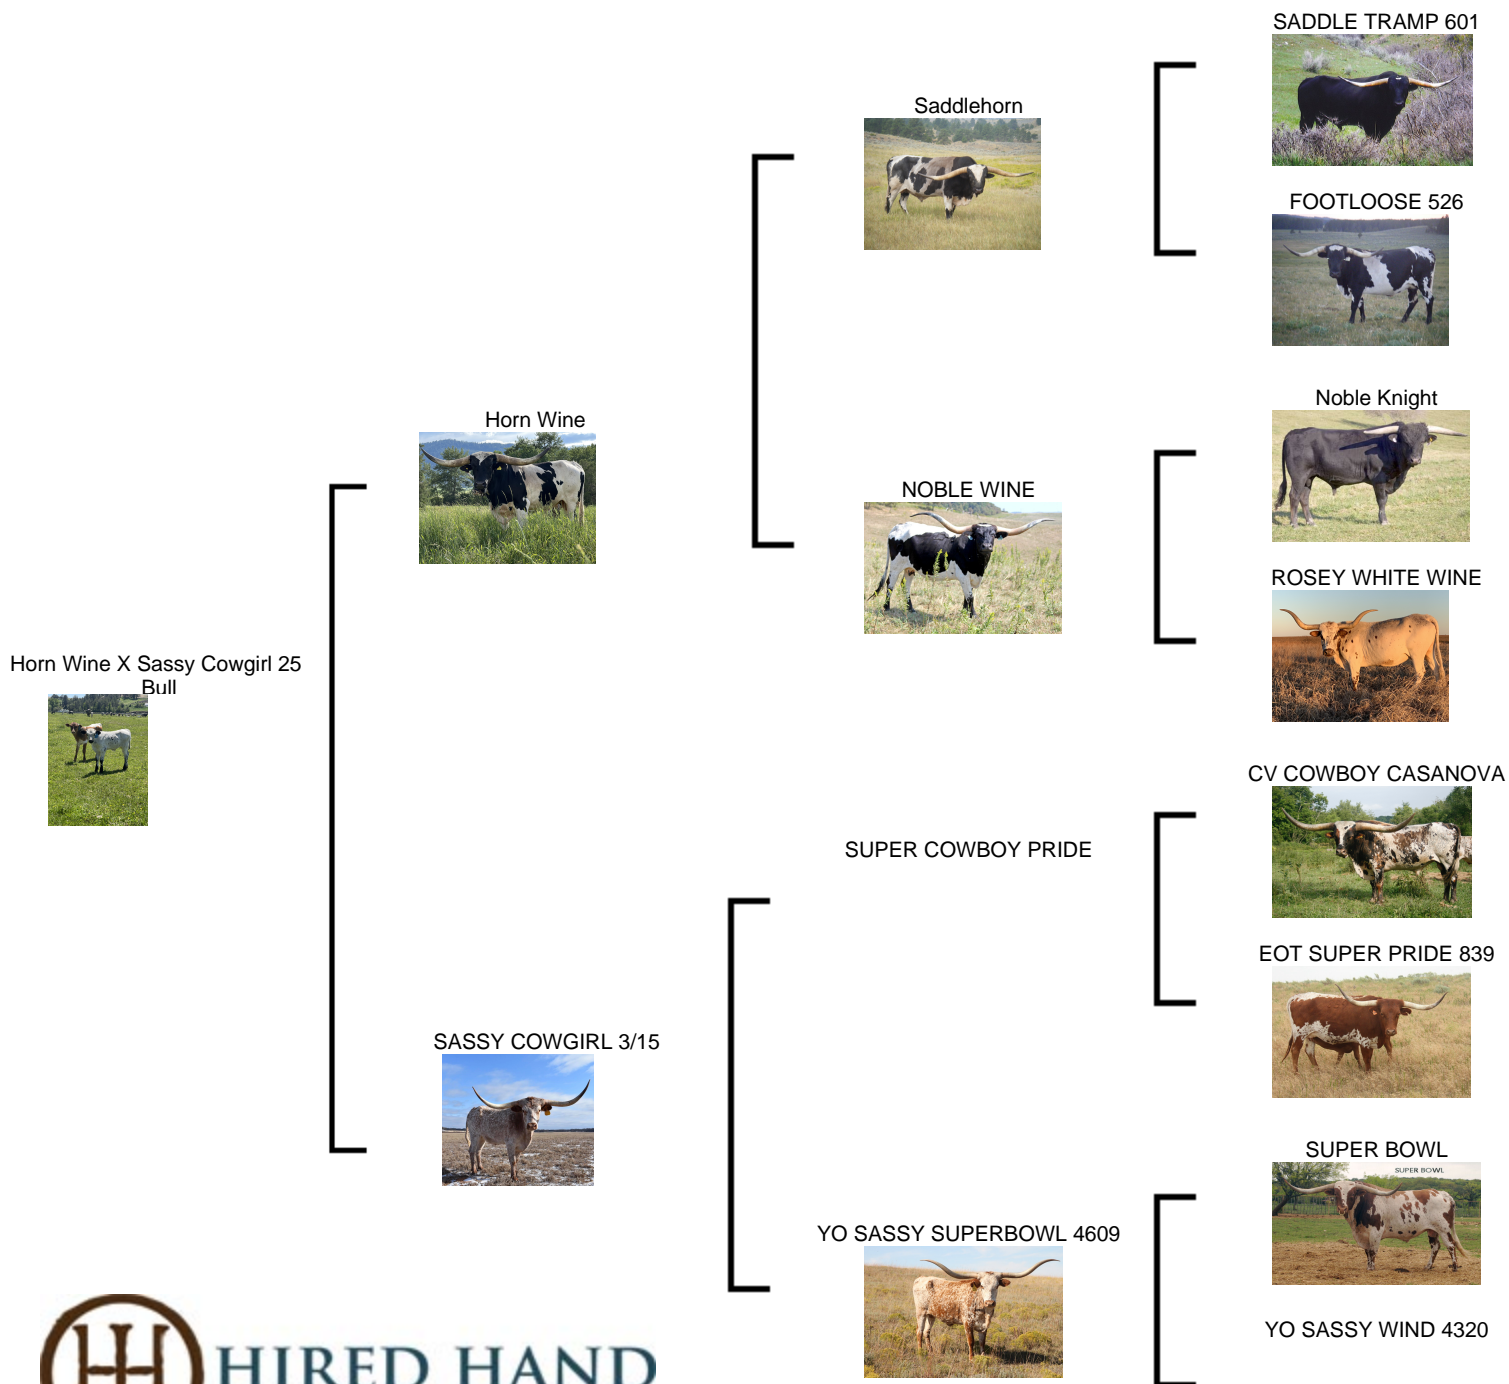 SADDLE TRAMP 601
Saddlehorn
FOOTLOOSE 526
Horn Wine
Noble Knight
NOBLE WINE
ROSEY WHITE WINE
Horn Wine X Sassy Cowgirl 25
Bull
CV COWBOY CASANOVA
SUPER COWBOY PRIDE
EOT SUPER PRIDE 839
SASSY COWGIRL 3/15
SUPER BOWL
SUPER BOWL
YO SASSY SUPERBOWL 4609
YO SASSY WIND 4320
HIRED HAND